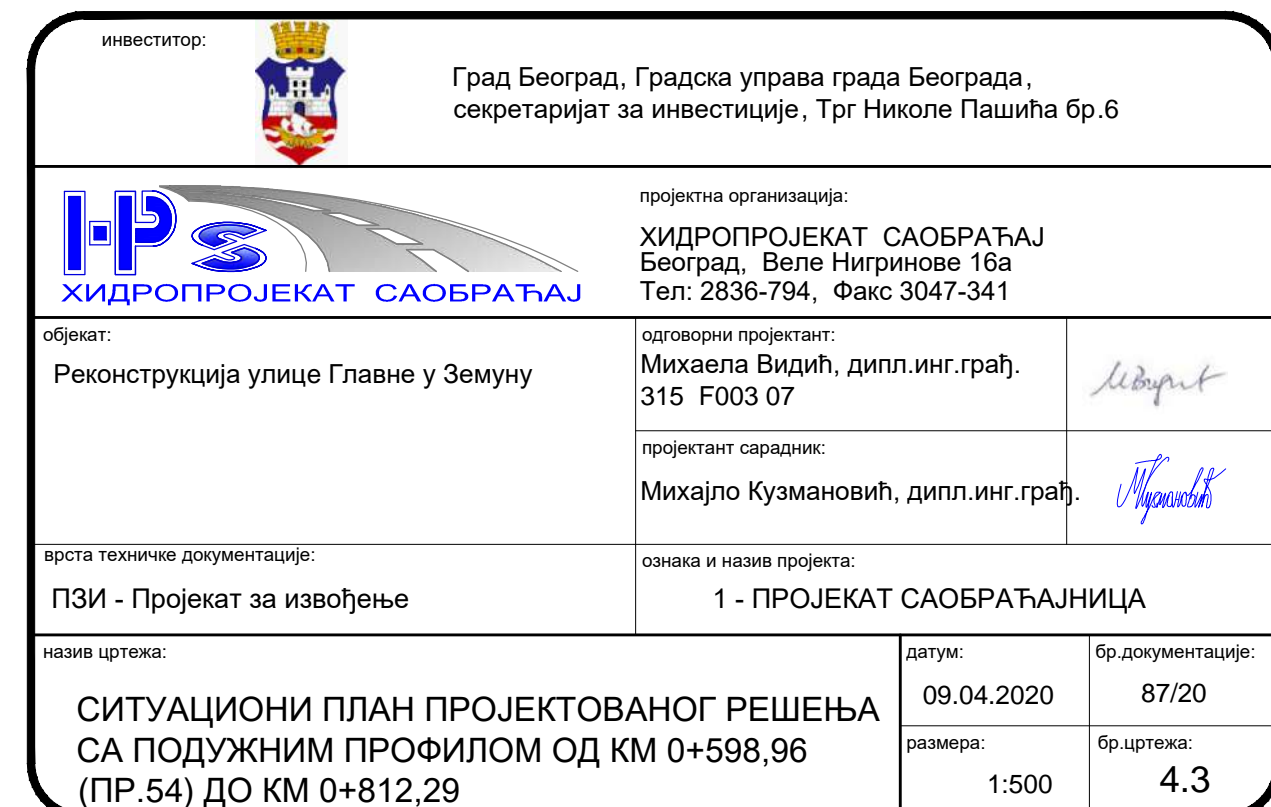 инвеститор:
Град Београд, Градска управа града Београда,
секретаријат за инвестиције, Трг Николе Пашића бр.6
HPs
ХИДРОПРОЈЕКАТ САОБРАЋАЈ
пројектна организација:
ХИДРОПРОЈЕКАТ САОБРАЋАЈ
Београд, Веле Нигринове 16а
Тел: 2836-794, Факс 3047-341
објекат:
Реконструкција улице Главне у Земуну
одговорни пројектант:
Михаела Видић, дипл.инг.грађ.
315 F003 07
пројектант сарадник:
Михајло Кузмановић, дипл.инг.грађ.
врста техничке документације:
ПЗИ - Пројекат за извођење
ознака и назив пројекта:
1 - ПРОЈЕКАТ САОБРАЋАЈНИЦА
назив цртежа:
СИТУАЦИОНИ ПЛАН ПРОЈЕКТОВАНОГ РЕШЕЊА
СА ПОДУЖНИМ ПРОФИЛОМ ОД КМ 0+598,96
(ПР.54) ДО КМ 0+812,29
датум:
09.04.2020
бр.документације:
87/20
размера:
1:500
бр.цртежа:
4.3